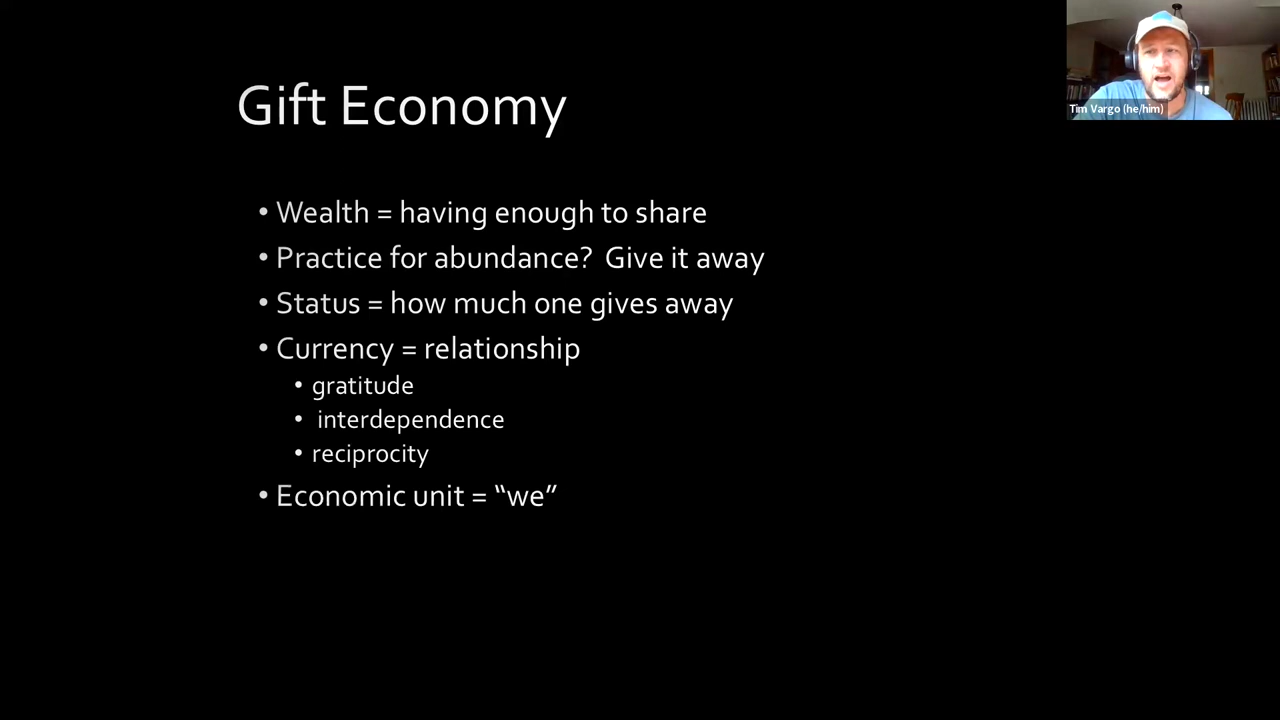 Gift Economy
Tim Vargo (he/him)
• Wealth = having enough to share
• Practice for abundance?  Give it away
• Status = how much one gives away
• Currency = relationship
• gratitude
• interdependence
• reciprocity
• Economic unit = “we”